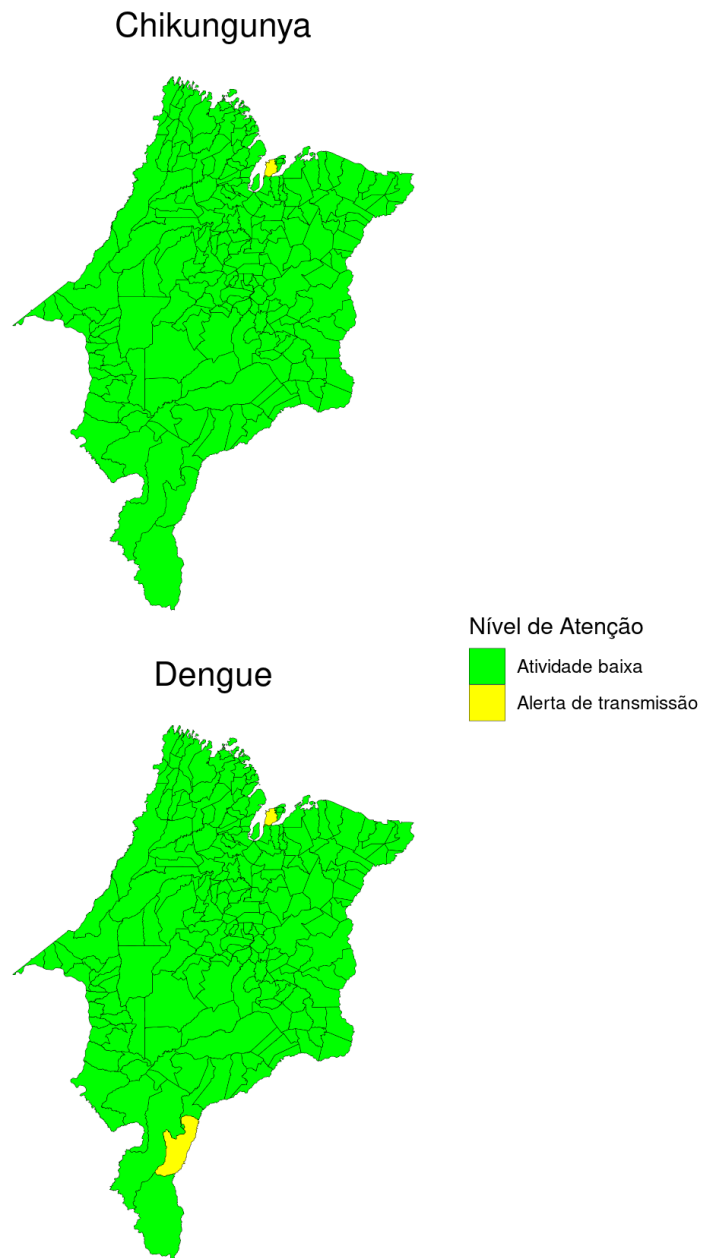 Chikungunya
Nível de Atenção
Atividade baixa
Alerta de transmissão
Dengue